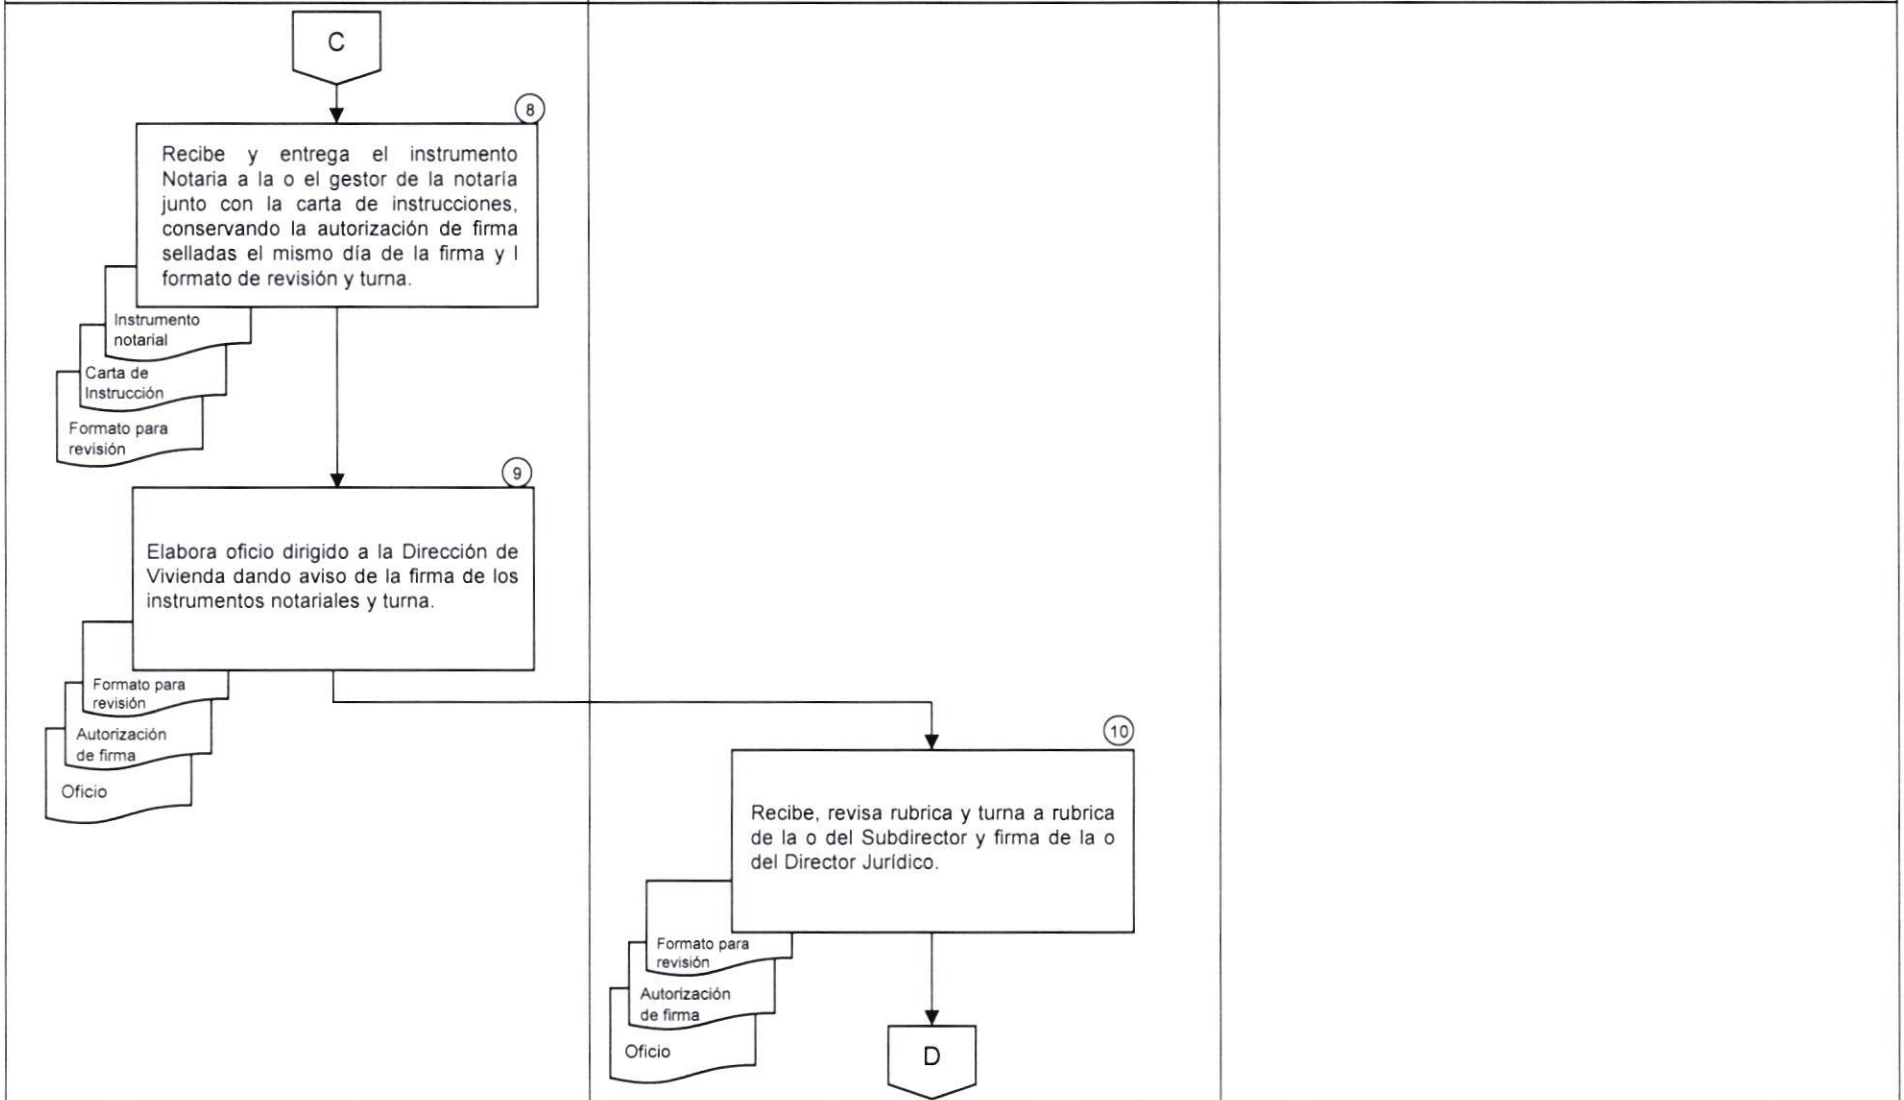 C
8
Recibe y entrega el instrumento
Notaria a la o el gestor de la notaría
junto con la carta de instrucciones,
conservando la autorización de firma
selladas el mismo día de la firma y l
formato de revisión y turna.
Instrumento
notarial
Carta de
Instrucción
Formato para
revisión
9
Elabora oficio dirigido a la Dirección de
Vivienda dando aviso de la firma de los
instrumentos notariales y turna.
Formato para
revisión
Autorización
de firma
Oficio
10
Recibe, revisa rubrica y turna a rubrica
de la o del Subdirector y firma de la o
del Director Jurídico.
Formato para
revisión
Autorización
de firma
Oficio
D